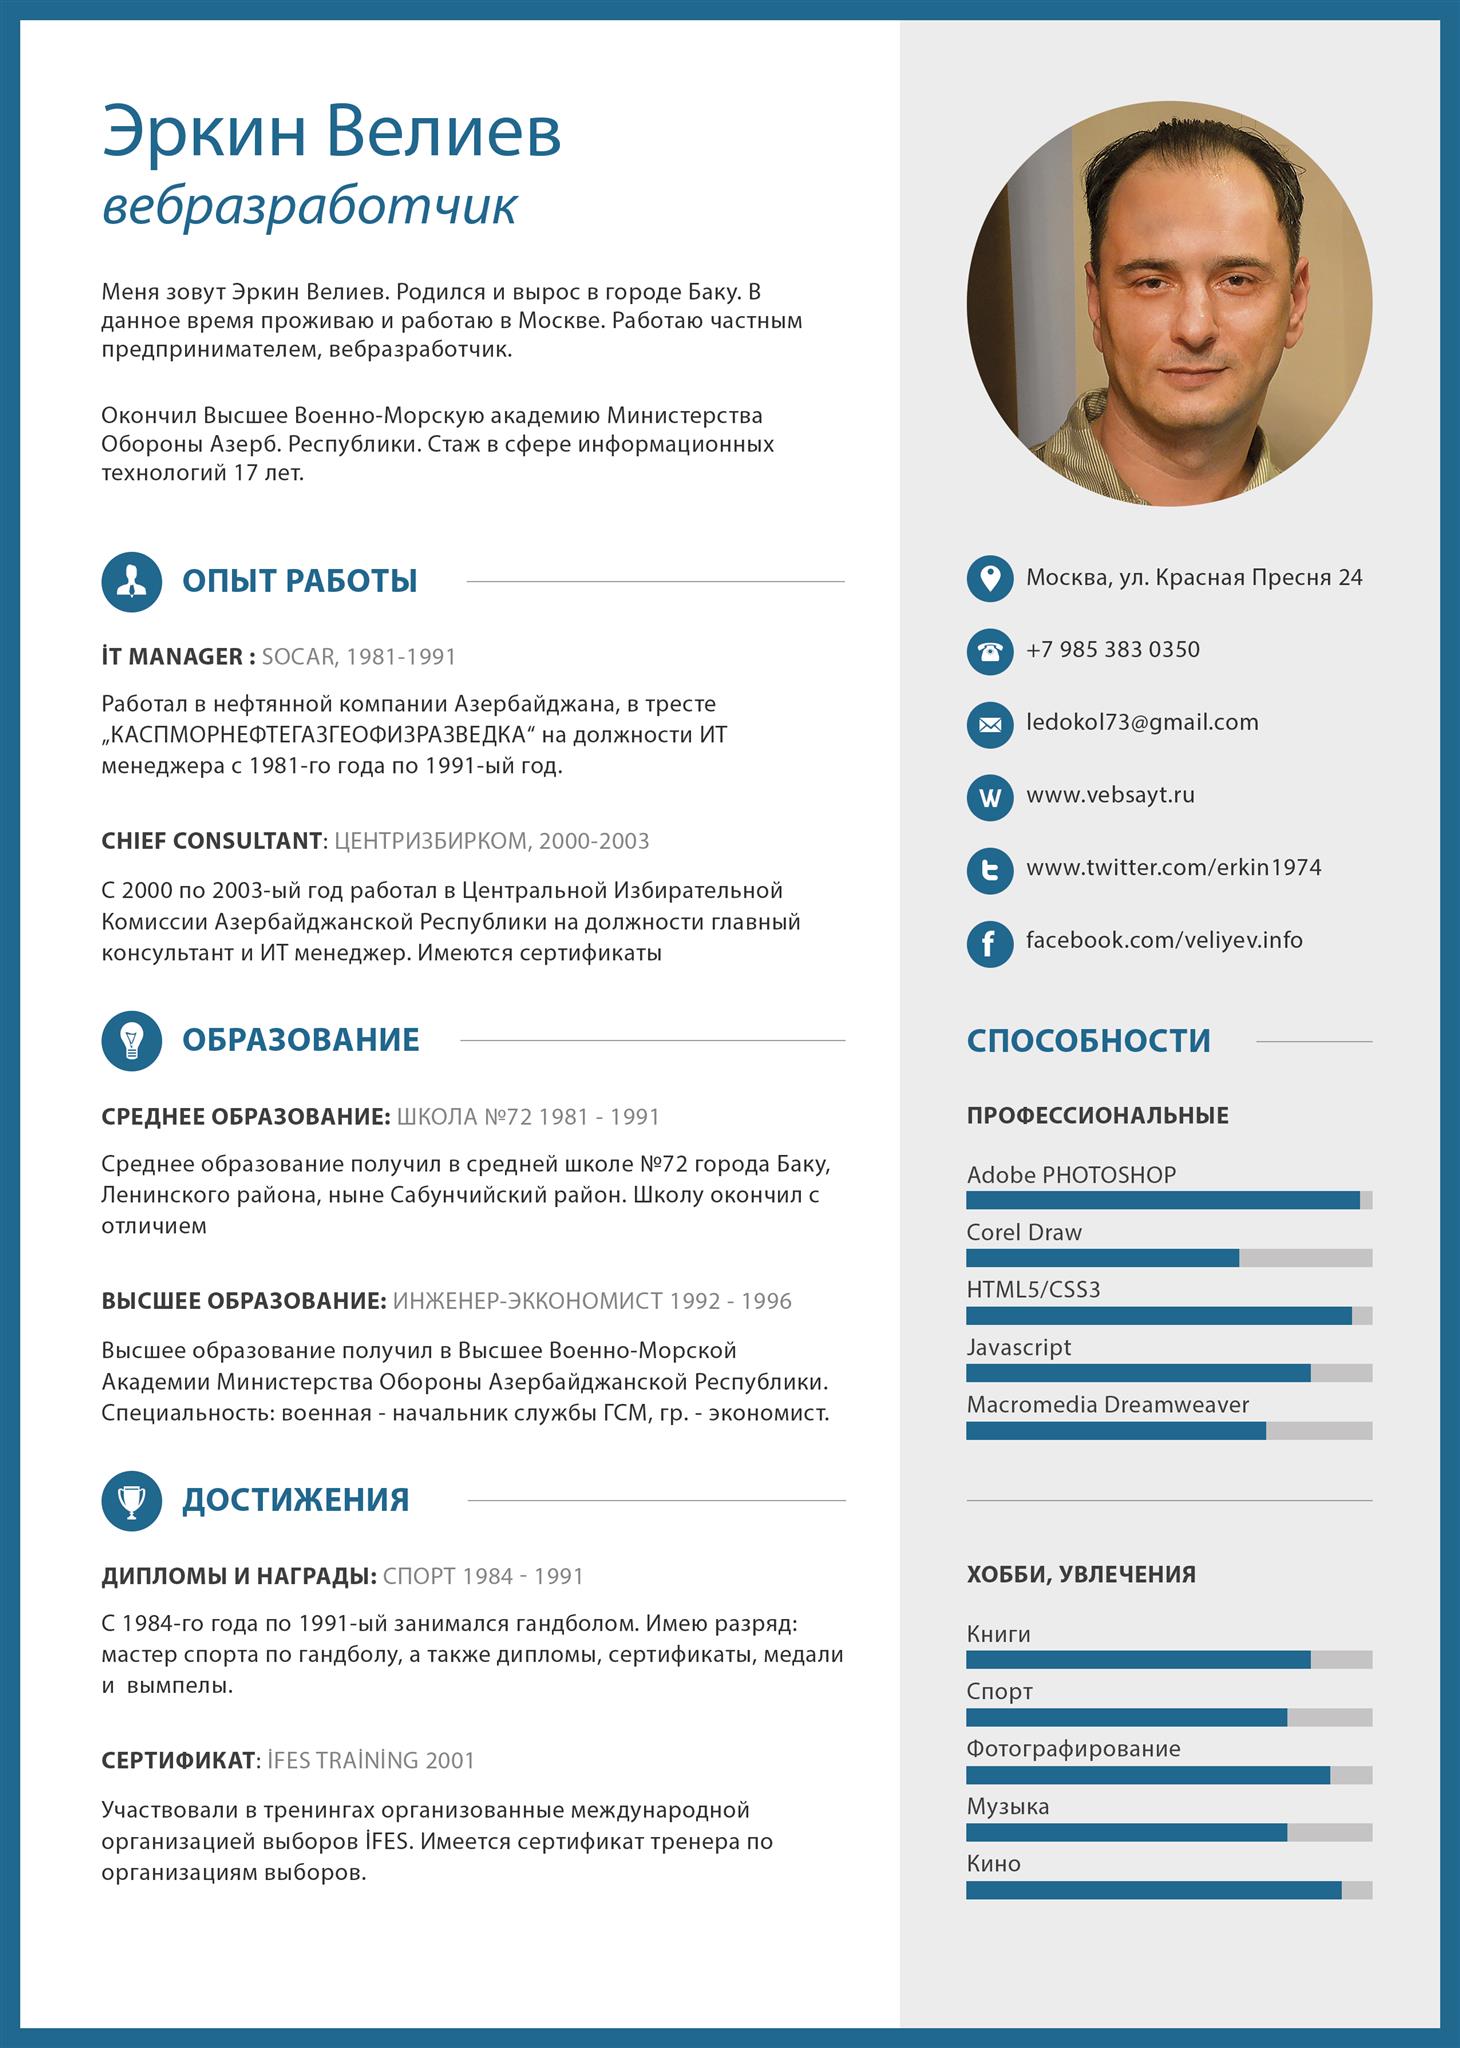 Эркин Велиев
вебразработчик
Меня зовут Эркин Велиев. Родился и вырос в городе Баку. В
данное время проживаю и работаю в Москве. Работаю частным
предпринимателем, вебразработчик.
Окончил Высшее Военно-Морскую академию Министерства
Обороны Азерб. Республики. Стаж в сфере информационных
технологий 17 лет.
ОПЫТ РАБОТЫ
İT MANAGER : SOCAR, 1981-1991
Работал в нефтянной компании Азербайджана, в тресте
„КАСПМОРНЕФТЕГАЗГЕОФИЗРАЗВЕДКА“ на должности ИТ
менеджера с 1981-го года по 1991-ый год.
CHIEF CONSULTANT: ЦЕНТРИЗБИРКОМ, 2000-2003
С 2000 по 2003-ый год работал в Центральной Избирательной
Комиссии Азербайджанской Республики на должности главный
консультант и ИТ менеджер. Имеются сертификаты
ОБРАЗОВАНИЕ
СРЕДНЕЕ ОБРАЗОВАНИЕ: ШКОЛА №72 1981 - 1991
Среднее образование получил в средней школе №72 города Баку,
Ленинского района, ныне Сабунчийский район. Школу окончил с
отличием
ВЫСШЕЕ ОБРАЗОВАНИЕ: ИНЖЕНЕР-ЭККОНОМИСТ 1992 - 1996
Высшее образование получил в Высшее Военно-Морской
Академии Министерства Обороны Азербайджанской Республики.
Специальность: военная - начальник службы ГСМ, гр. - экономист.
ДОСТИЖЕНИЯ
ДИПЛОМЫ И НАГРАДЫ: СПОРТ 1984 - 1991
С 1984-го года по 1991-ый занимался гандболом. Имею разряд:
мастер спорта по гандболу, а также дипломы, сертификаты, медали
и вымпелы.
СЕРТИФИКАТ: İFES TRAİNİNG 2001
Участвовали в тренингах организованные международной
организацией выборов İFES. Имеется сертификат тренера по
организациям выборов.
Москва, ул. Красная Пресня 24
+7 985 383 0350
ledokol73@gmail.com
W www.vebsayt.ru
t www.twitter.com/erkin1974
f facebook.com/veliyev.info
СПОСОБНОСТИ
ПРОФЕССИОНАЛЬНЫЕ
Adobe PHOTOSHOP
Corel Draw
HTML5/CSS3
Javascript
Macromedia Dreamweaver
ХОББИ, УВЛЕЧЕНИЯ
Книги
Спорт
Фотографирование
Музыка
Кино